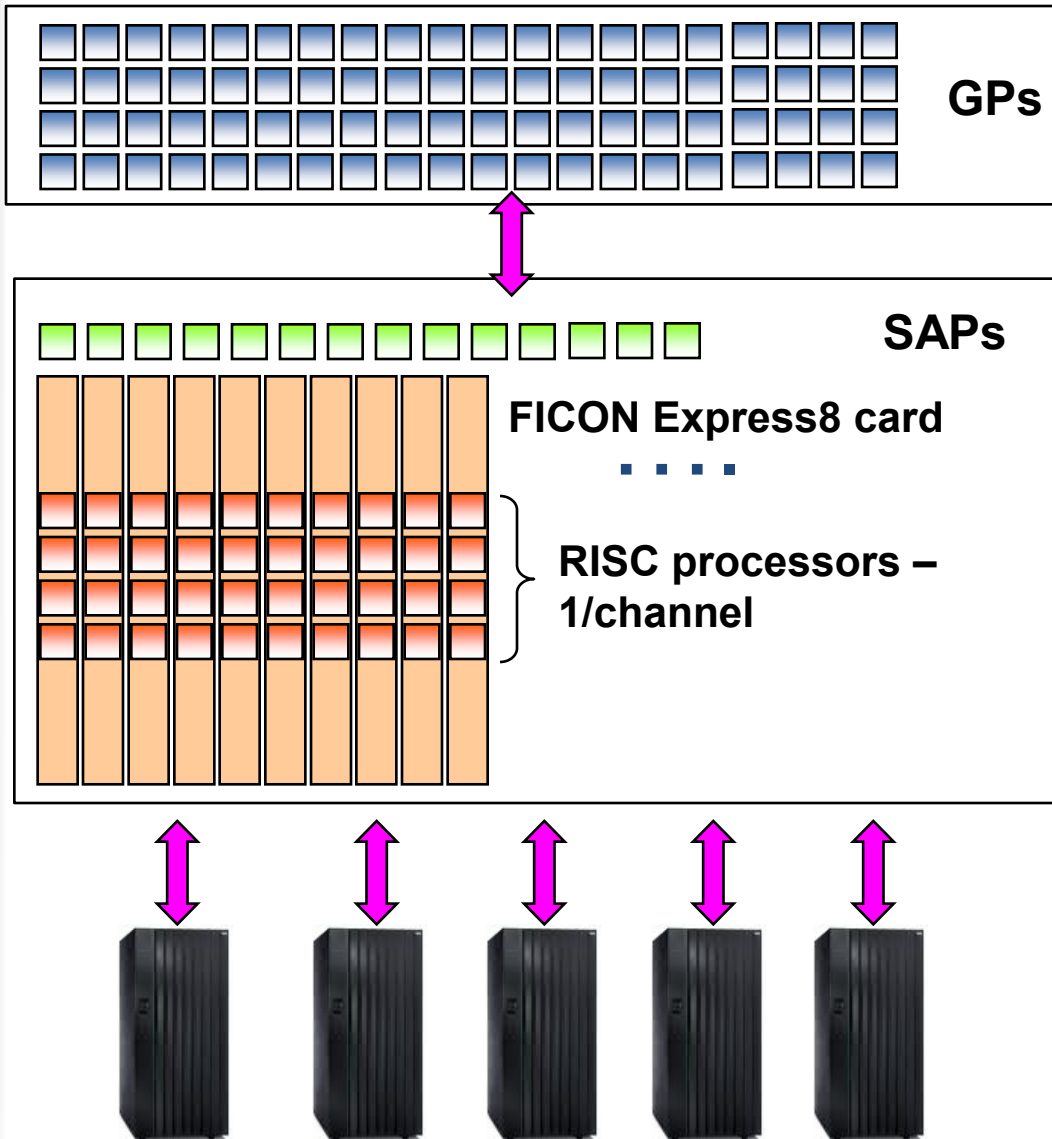 GPs
SAPs
FICON Express8 card
RISC processors –
1/channel